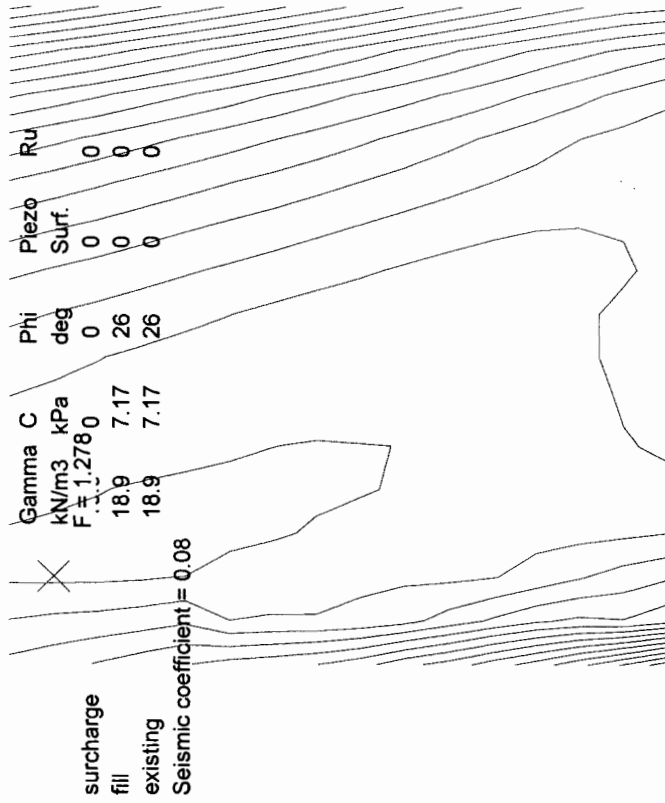 Gamma C Phi Piezo Ru
kN/m3 kPa deg Surf.
F = 1.278
surcharge 0 0 0 0
fill 18.9 7.17 26 0 0
existing 18.9 7.17 26 0 0
Seismic coefficient = 0.08